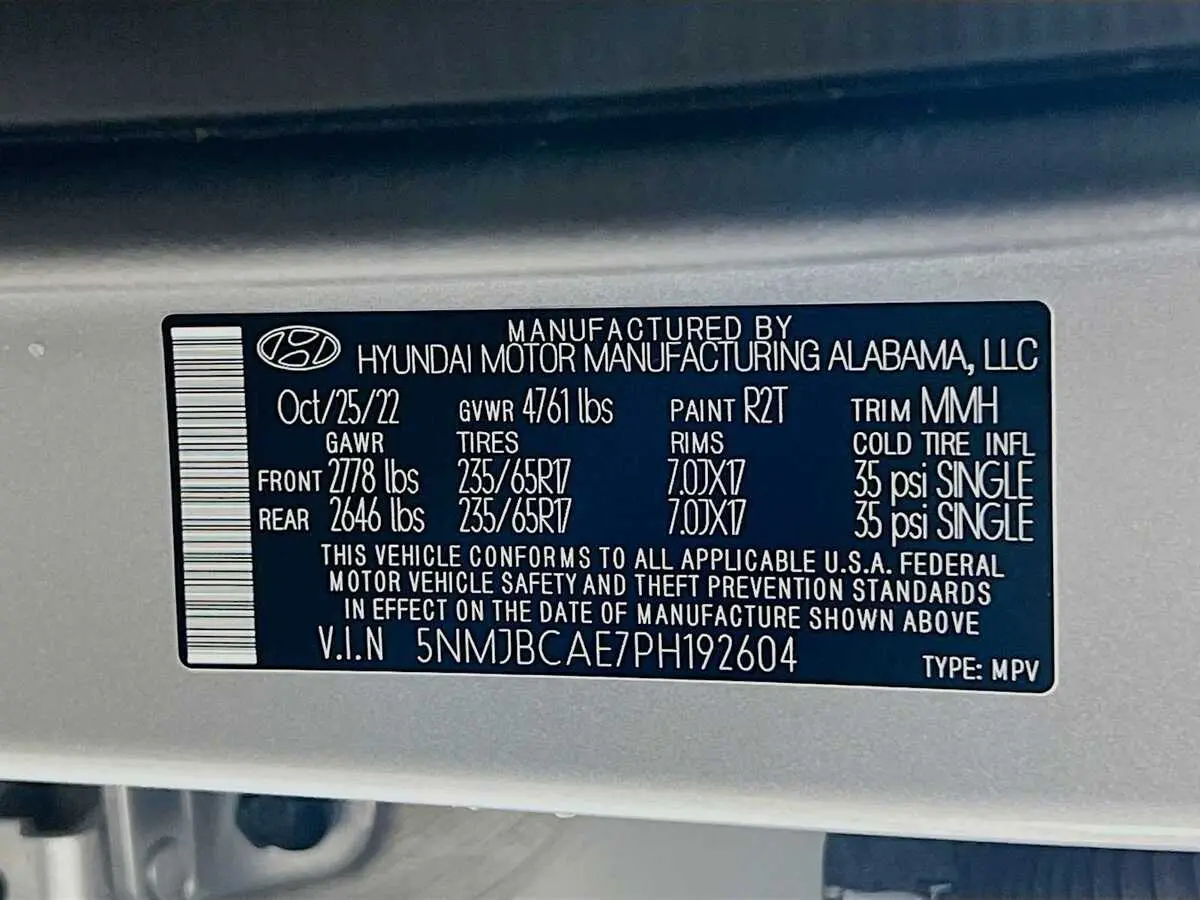 MANUFACTURED BY
HYUNDAI MOTOR MANUFACTURING ALABAMA, LLC
Oct/25/22 GVWR 4761 lbs PAINT R2T TRIM MMH
GAWR TIRES RIMS COLD TIRE INFL
FRONT 2778 lbs 235/65R17 7.0JX17 35 psi SINGLE
REAR 2646 lbs 235/65R17 7.0JX17 35 psi SINGLE
THIS VEHICLE CONFORMS TO ALL APPLICABLE U.S.A. FEDERAL
MOTOR VEHICLE SAFETY AND THEFT PREVENTION STANDARDS
IN EFFECT ON THE DATE OF MANUFACTURE SHOWN ABOVE
V.I.N 5NMJBCAE7PH192604 TYPE: MPV